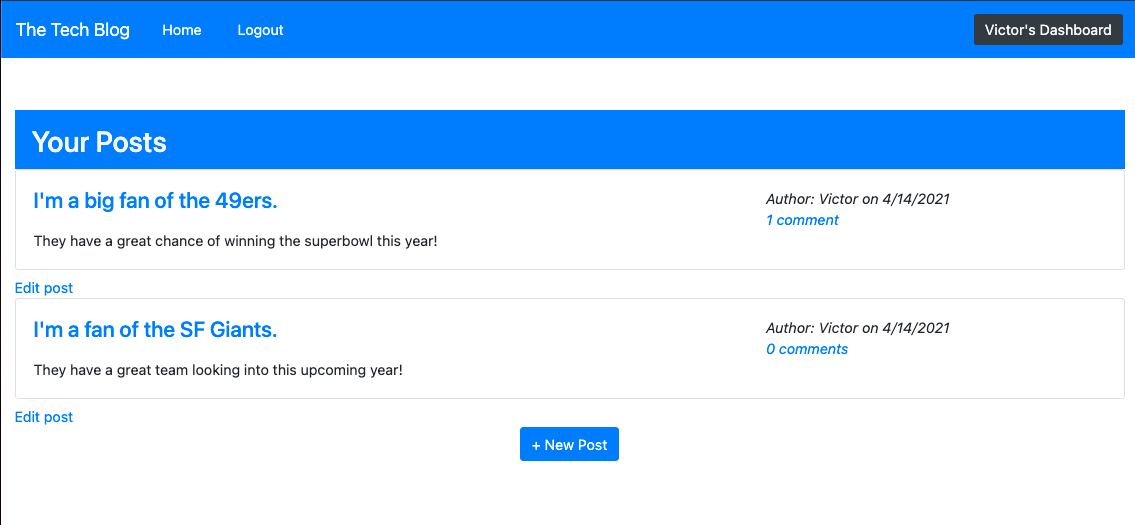 The Tech Blog Home Logout Victor's Dashboard
Your Posts
I'm a big fan of the 49ers.
Author: Victor on 4/14/2021
1 comment
They have a great chance of winning the superbowl this year!
Edit post
I'm a fan of the SF Giants.
Author: Victor on 4/14/2021
0 comments
They have a great team looking into this upcoming year!
Edit post
+ New Post